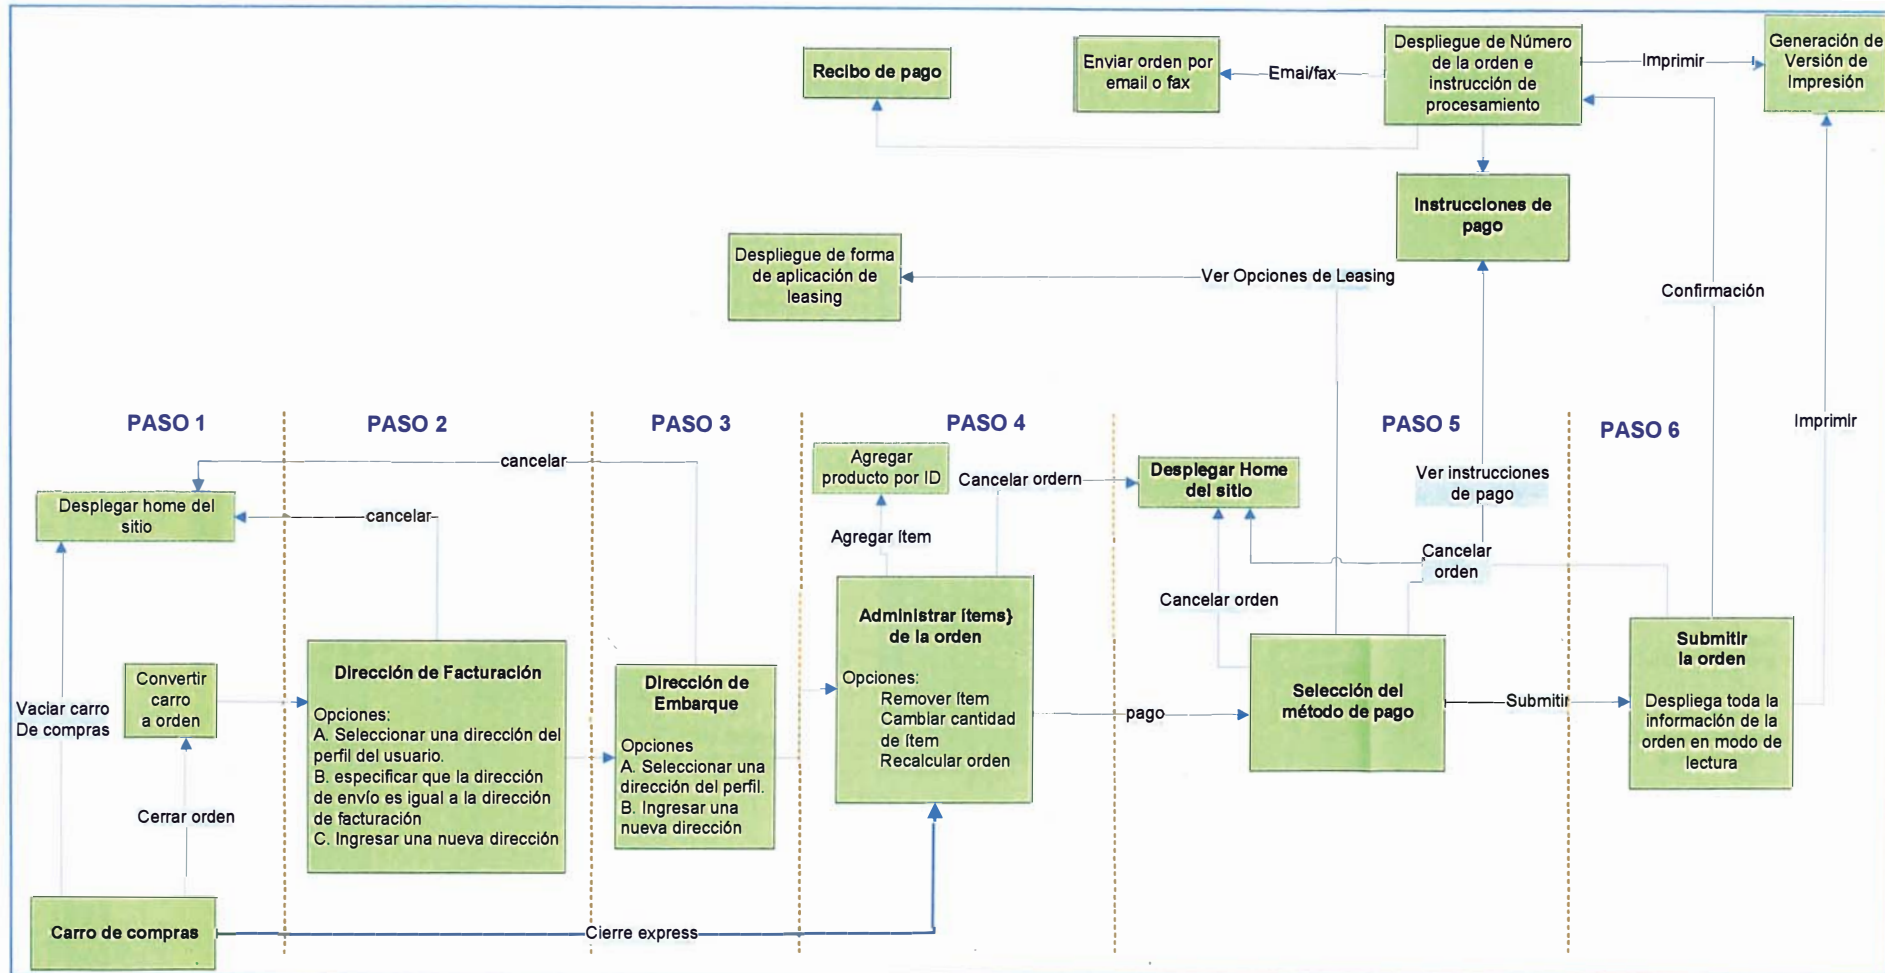 Recibo de pago
Enviar orden por
email o fax
Emai/fax
Despliegue de Número
de la orden e
instrucción de
procesamiento
Imprimir
Generación de
Versión de
Impresión
Instrucciones de
pago
Despliegue de forma
de aplicación de
leasing
Ver Opciones de Leasing
Confirmación
PASO 1
PASO 2
PASO 3
PASO 4
PASO 5
PASO 6
Imprimir
cancelar
Desplegar home del
sitio
cancelar
Agregar
producto por ID
Cancelar ordern
Desplegar Home
del sitio
Ver instrucciones
de pago
Agregar ítem
Cancelar
orden
Cancelar orden
Vaciar carro
De compras
Convertir
carro
a orden
Cerrar orden
Dirección de Facturación
Opciones:
A. Seleccionar una dirección del
perfil del usuario.
B. especificar que la dirección
de envío es igual a la dirección
de facturación
C. Ingresar una nueva dirección
Dirección de
Embarque
Opciones
A. Seleccionar una
dirección del perfil.
B. Ingresar una
nueva dirección
Administrar ítems}
de la orden
Opciones:
Remover ítem
Cambiar cantidad
de ítem
Recalcular orden
pago
Selección del
método de pago
Submitir
Submitir
la orden
Despliega toda la
información de la
orden en modo de
lectura
Carro de compras
Cierre express